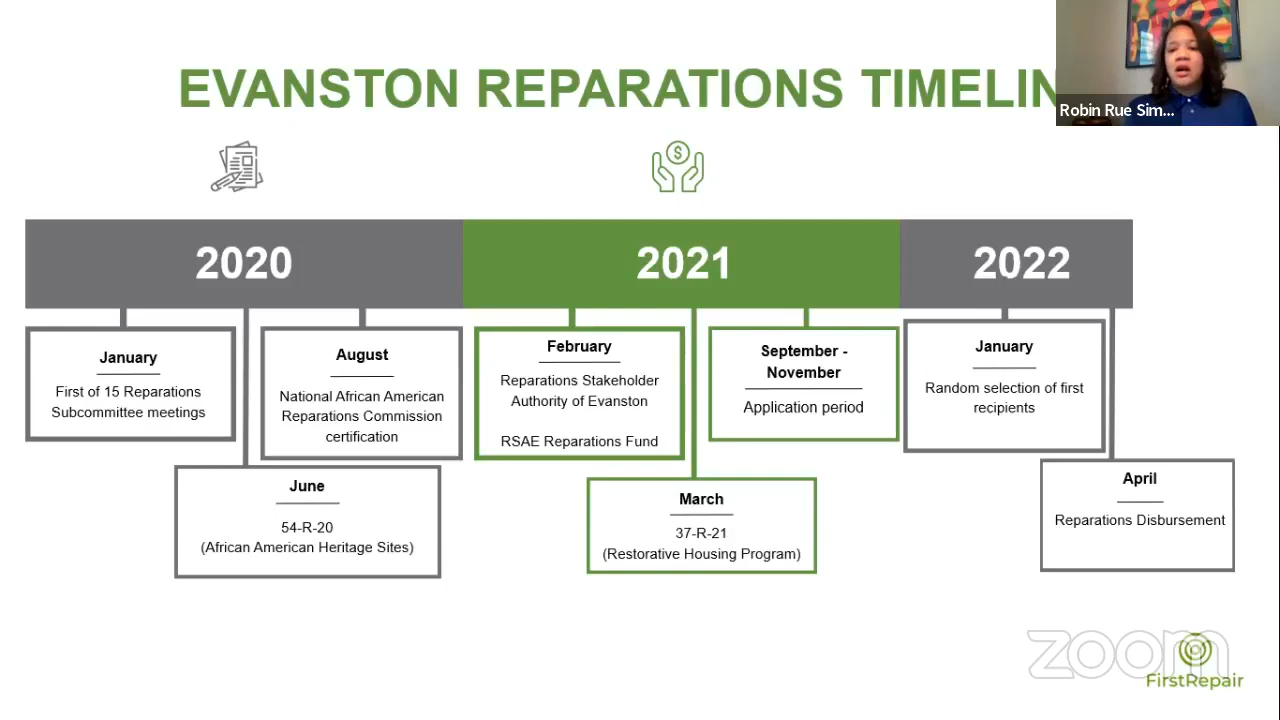 EVANSTON REPARATIONS TIMELIN
Robin Rue Sim...
2020
2021
2022
January
First of 15 Reparations
Subcommittee meetings
August
National African American
Reparations Commission
certification
June
54-R-20
(African American Heritage Sites)
February
Reparations Stakeholder
Authority of Evanston
RSAE Reparations Fund
March
37-R-21
(Restorative Housing Program)
September -
November
Application period
January
Random selection of first
recipients
April
Reparations Disbursement
zoom
FirstRepair